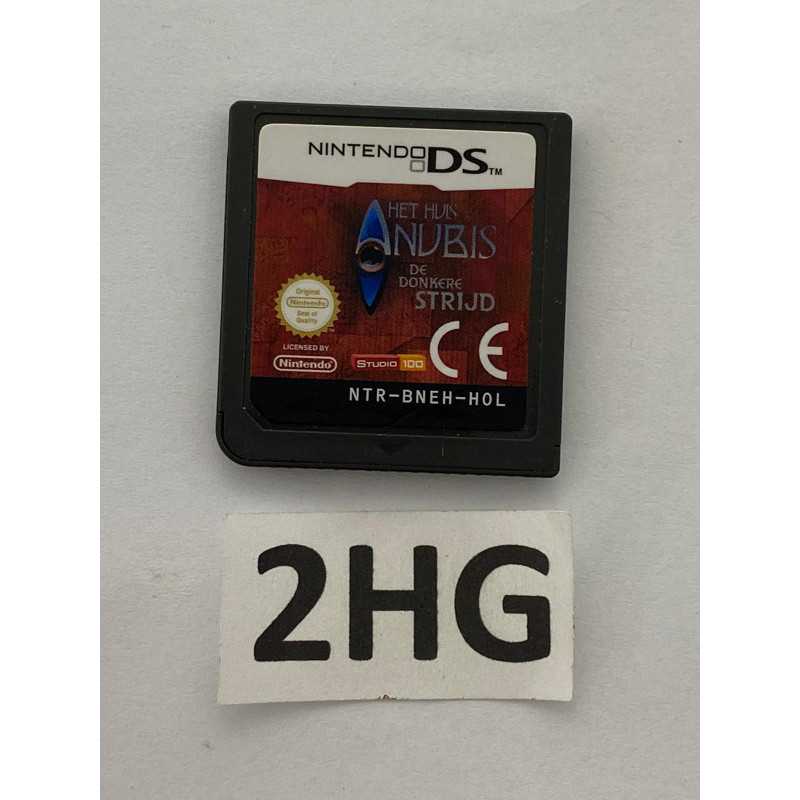 NINTENDO DS TM
HET HUIS
ANUBIS
DE
DONKERE
STRIJD
Original
Nintendo
Seal of
Quality
LICENSED BY
Nintendo
STUDIO 100
CE
NTR-BNEH-HOL
2HG